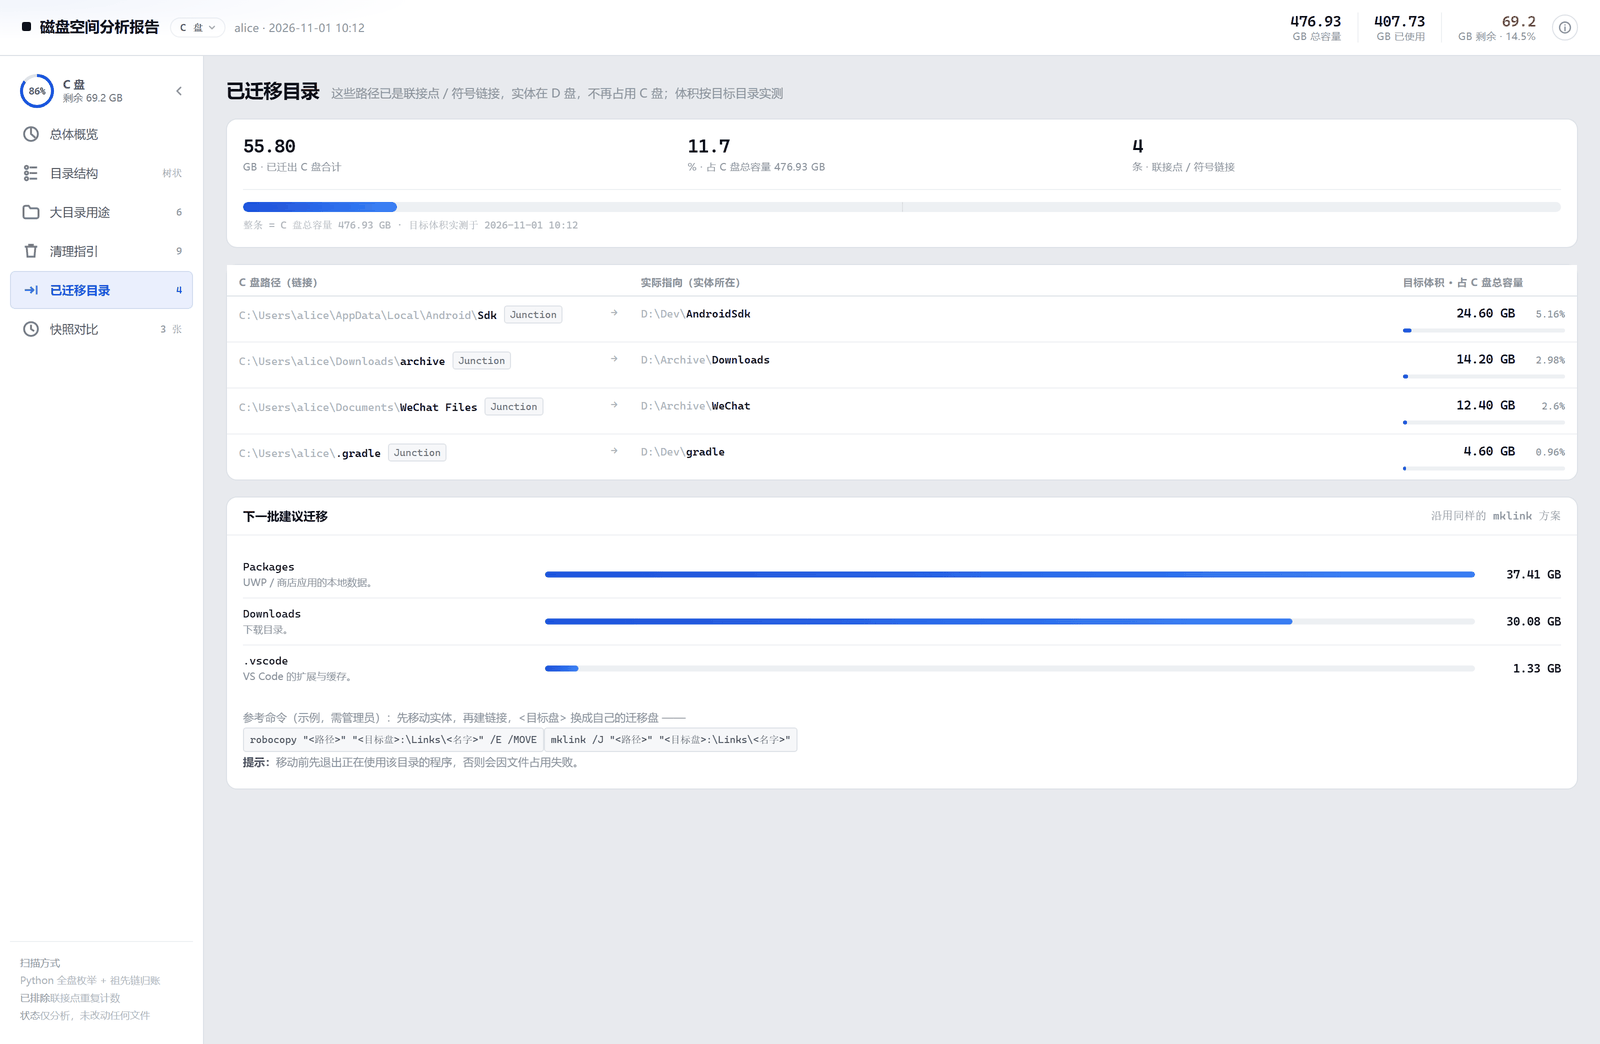 磁盘空间分析报告
C 盘
alice · 2026-11-01 10:12
476.93
GB 总容量
407.73
GB 已使用
69.2
GB 剩余 · 14.5%
86%
C 盘
剩余 69.2 GB
总体概览
目录结构 树状
大目录用途 6
清理指引 9
已迁移目录 4
快照对比 3 张
扫描方式
Python 全盘枚举 + 祖先链归账
已排除联接点重复计数
状态仅分析，未改动任何文件
已迁移目录 这些路径已是联接点 / 符号链接，实体在 D 盘，不再占用 C 盘；体积按目标目录实测
55.80
GB · 已迁出 C 盘合计
11.7
% · 占 C 盘总容量 476.93 GB
4
条 · 联接点 / 符号链接
整条 = C 盘总容量 476.93 GB · 目标体积实测于 2026-11-01 10:12
C 盘路径（链接） 实际指向（实体所在） 目标体积 · 占 C 盘总容量
C:\Users\alice\AppData\Local\Android\Sdk Junction → D:\Dev\AndroidSdk 24.60 GB 5.16%
C:\Users\alice\Downloads\archive Junction → D:\Archive\Downloads 14.20 GB 2.98%
C:\Users\alice\Documents\WeChat Files Junction → D:\Archive\WeChat 12.40 GB 2.6%
C:\Users\alice\.gradle Junction → D:\Dev\gradle 4.60 GB 0.96%
下一批建议迁移 沿用同样的 mklink 方案
Packages
UWP / 商店应用的本地数据。
37.41 GB
Downloads
下载目录。
30.08 GB
.vscode
VS Code 的扩展与缓存。
1.33 GB
参考命令（示例，需管理员）：先移动实体，再建链接，<目标盘> 换成自己的迁移盘 ——
robocopy "<路径>" "<目标盘>:\Links\<名字>" /E /MOVE mklink /J "<路径>" "<目标盘>:\Links\<名字>"
提示：移动前先退出正在使用该目录的程序，否则会因文件占用失败。